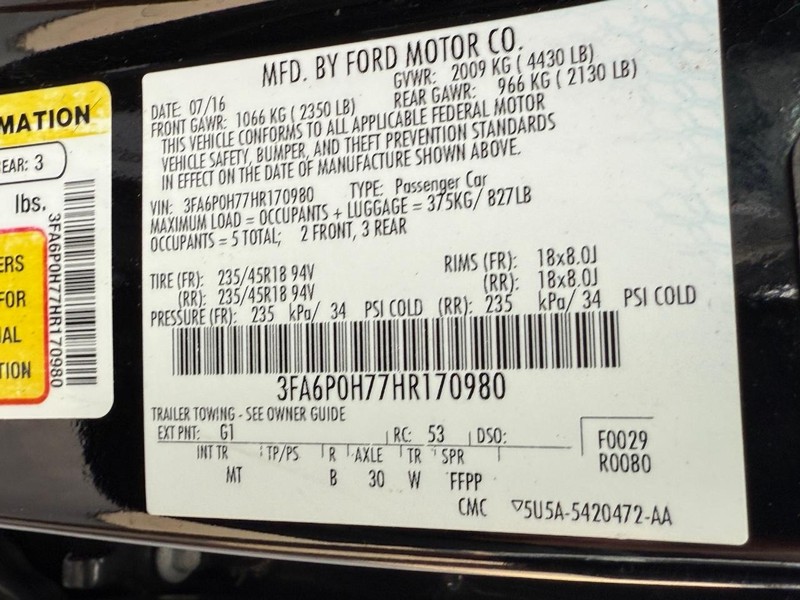 MATION
EAR: 3
lbs.
ERS
FOR
IAL
TION
3FA6P0H77HR170980
MFD. BY FORD MOTOR CO.
DATE: 07/16 GVWR: 2009 KG ( 4430 LB)
FRONT GAWR: 1066 KG ( 2350 LB) REAR GAWR: 966 KG ( 2130 LB)
THIS VEHICLE CONFORMS TO ALL APPLICABLE FEDERAL MOTOR
VEHICLE SAFETY, BUMPER, AND THEFT PREVENTION STANDARDS
IN EFFECT ON THE DATE OF MANUFACTURE SHOWN ABOVE.
VIN: 3FA6P0H77HR170980 TYPE: Passenger Car
MAXIMUM LOAD = OCCUPANTS + LUGGAGE = 375KG/ 827LB
OCCUPANTS = 5 TOTAL; 2 FRONT, 3 REAR
TIRE (FR): 235/45R18 94V RIMS (FR): 18x8.0J
(RR): 235/45R18 94V (RR): 18x8.0J
PRESSURE (FR): 235 kPa/ 34 PSI COLD (RR): 235 kPa/ 34 PSI COLD
3FA6P0H77HR170980
TRAILER TOWING - SEE OWNER GUIDE
EXT PNT: G1 RC: 53 DSO: F0029
INT TR TP/PS R AXLE TR SPR R0080
MT B 30 W FFPP
CMC ▽5U5A-5420472-AA